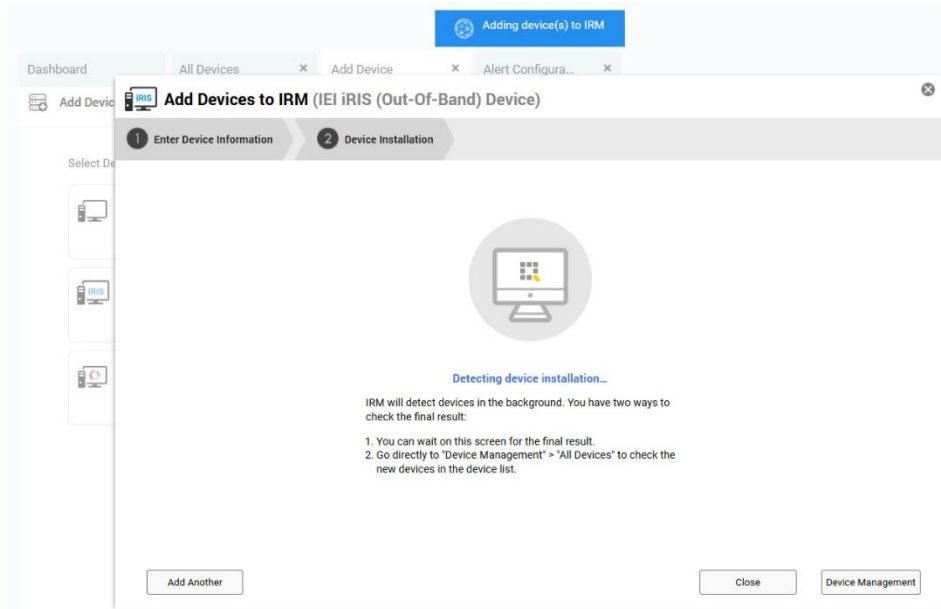 Adding device(s) to IRM
Dashboard
All Devices
Add Device
Alert Configura...
Add Devic
iRIS
Add Devices to IRM (IEI iRIS (Out-Of-Band) Device)
1 Enter Device Information
2 Device Installation
Select De
iRIS
Detecting device installation...
IRM will detect devices in the background. You have two ways to
check the final result:
1. You can wait on this screen for the final result.
2. Go directly to "Device Management" > "All Devices" to check the
new devices in the device list.
Add Another
Close
Device Management